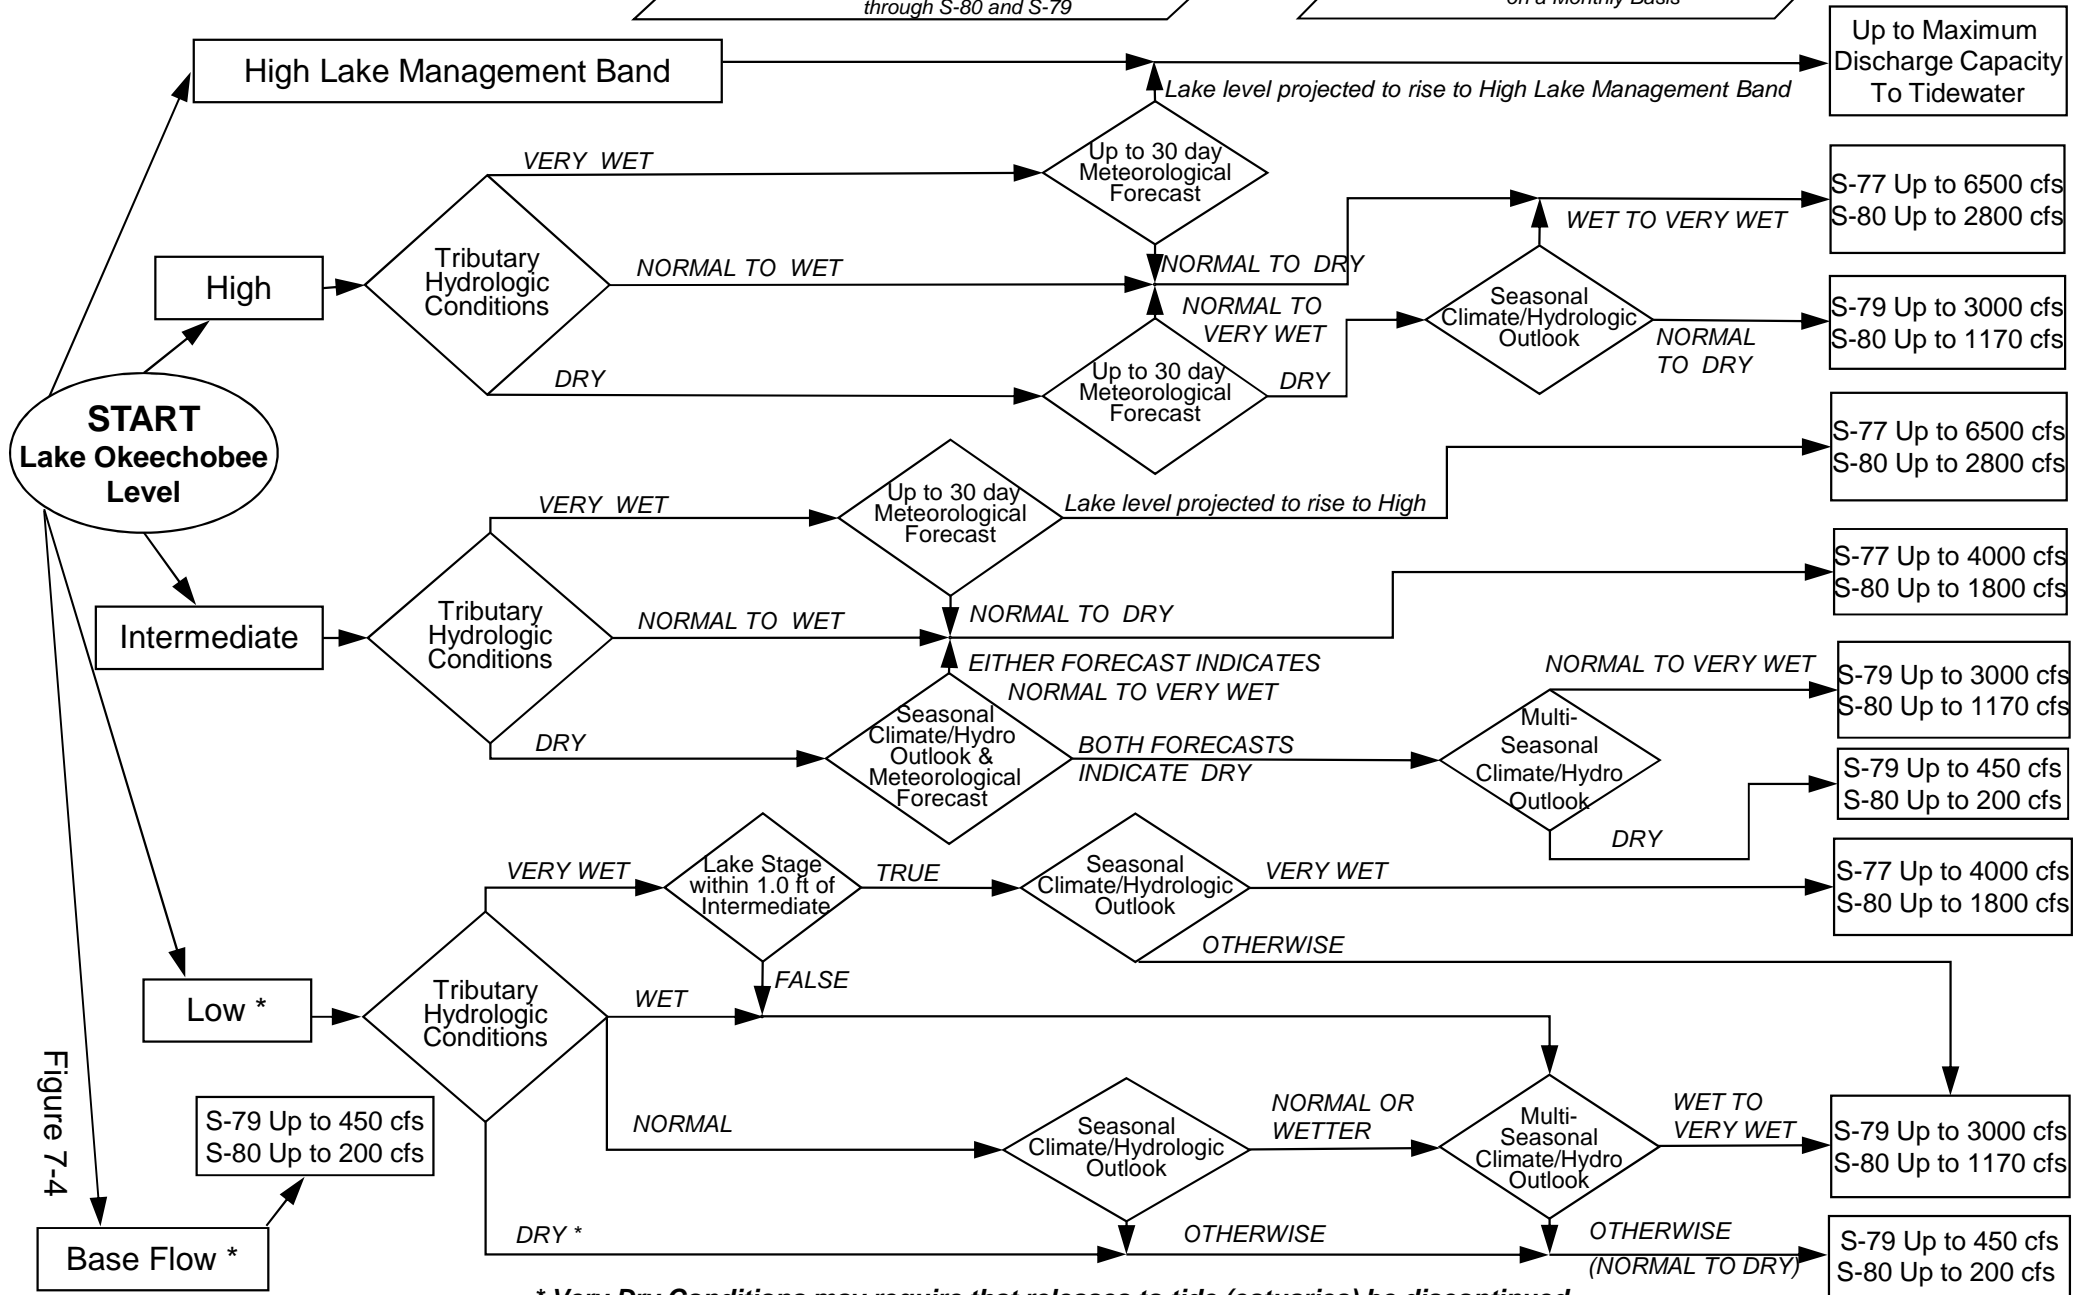 through S-80 and S-79
on a Monthly Basis
High Lake Management Band
Lake level projected to rise to High Lake Management Band
Up to Maximum
Discharge Capacity
To Tidewater
VERY WET
Up to 30 day
Meteorological
Forecast
S-77 Up to 6500 cfs
S-80 Up to 2800 cfs
WET TO VERY WET
High
Tributary
Hydrologic
Conditions
NORMAL TO WET
NORMAL TO DRY
NORMAL TO
VERY WET
Seasonal
Climate/Hydrologic
Outlook
NORMAL
TO DRY
S-79 Up to 3000 cfs
S-80 Up to 1170 cfs
DRY
Up to 30 day
Meteorological
Forecast
DRY
START
Lake Okeechobee
Level
S-77 Up to 6500 cfs
S-80 Up to 2800 cfs
VERY WET
Up to 30 day
Meteorological
Forecast
Lake level projected to rise to High
S-77 Up to 4000 cfs
S-80 Up to 1800 cfs
Intermediate
Tributary
Hydrologic
Conditions
NORMAL TO WET
NORMAL TO DRY
EITHER FORECAST INDICATES
NORMAL TO VERY WET
NORMAL TO VERY WET
S-79 Up to 3000 cfs
S-80 Up to 1170 cfs
DRY
Seasonal
Climate/Hydro
Outlook &
Meteorological
Forecast
BOTH FORECASTS
INDICATE DRY
Multi-
Seasonal
Climate/Hydro
Outlook
DRY
S-79 Up to 450 cfs
S-80 Up to 200 cfs
VERY WET
Lake Stage
within 1.0 ft of
Intermediate
TRUE
Seasonal
Climate/Hydrologic
Outlook
VERY WET
S-77 Up to 4000 cfs
S-80 Up to 1800 cfs
OTHERWISE
FALSE
Low *
Tributary
Hydrologic
Conditions
WET
NORMAL
Seasonal
Climate/Hydrologic
Outlook
NORMAL OR
WETTER
Multi-
Seasonal
Climate/Hydro
Outlook
WET TO
VERY WET
S-79 Up to 3000 cfs
S-80 Up to 1170 cfs
Figure 7-4
S-79 Up to 450 cfs
S-80 Up to 200 cfs
Base Flow *
DRY *
OTHERWISE
OTHERWISE
(NORMAL TO DRY)
S-79 Up to 450 cfs
S-80 Up to 200 cfs
* Very Dry Conditions may require that releases to tide (estuaries) be discontinued